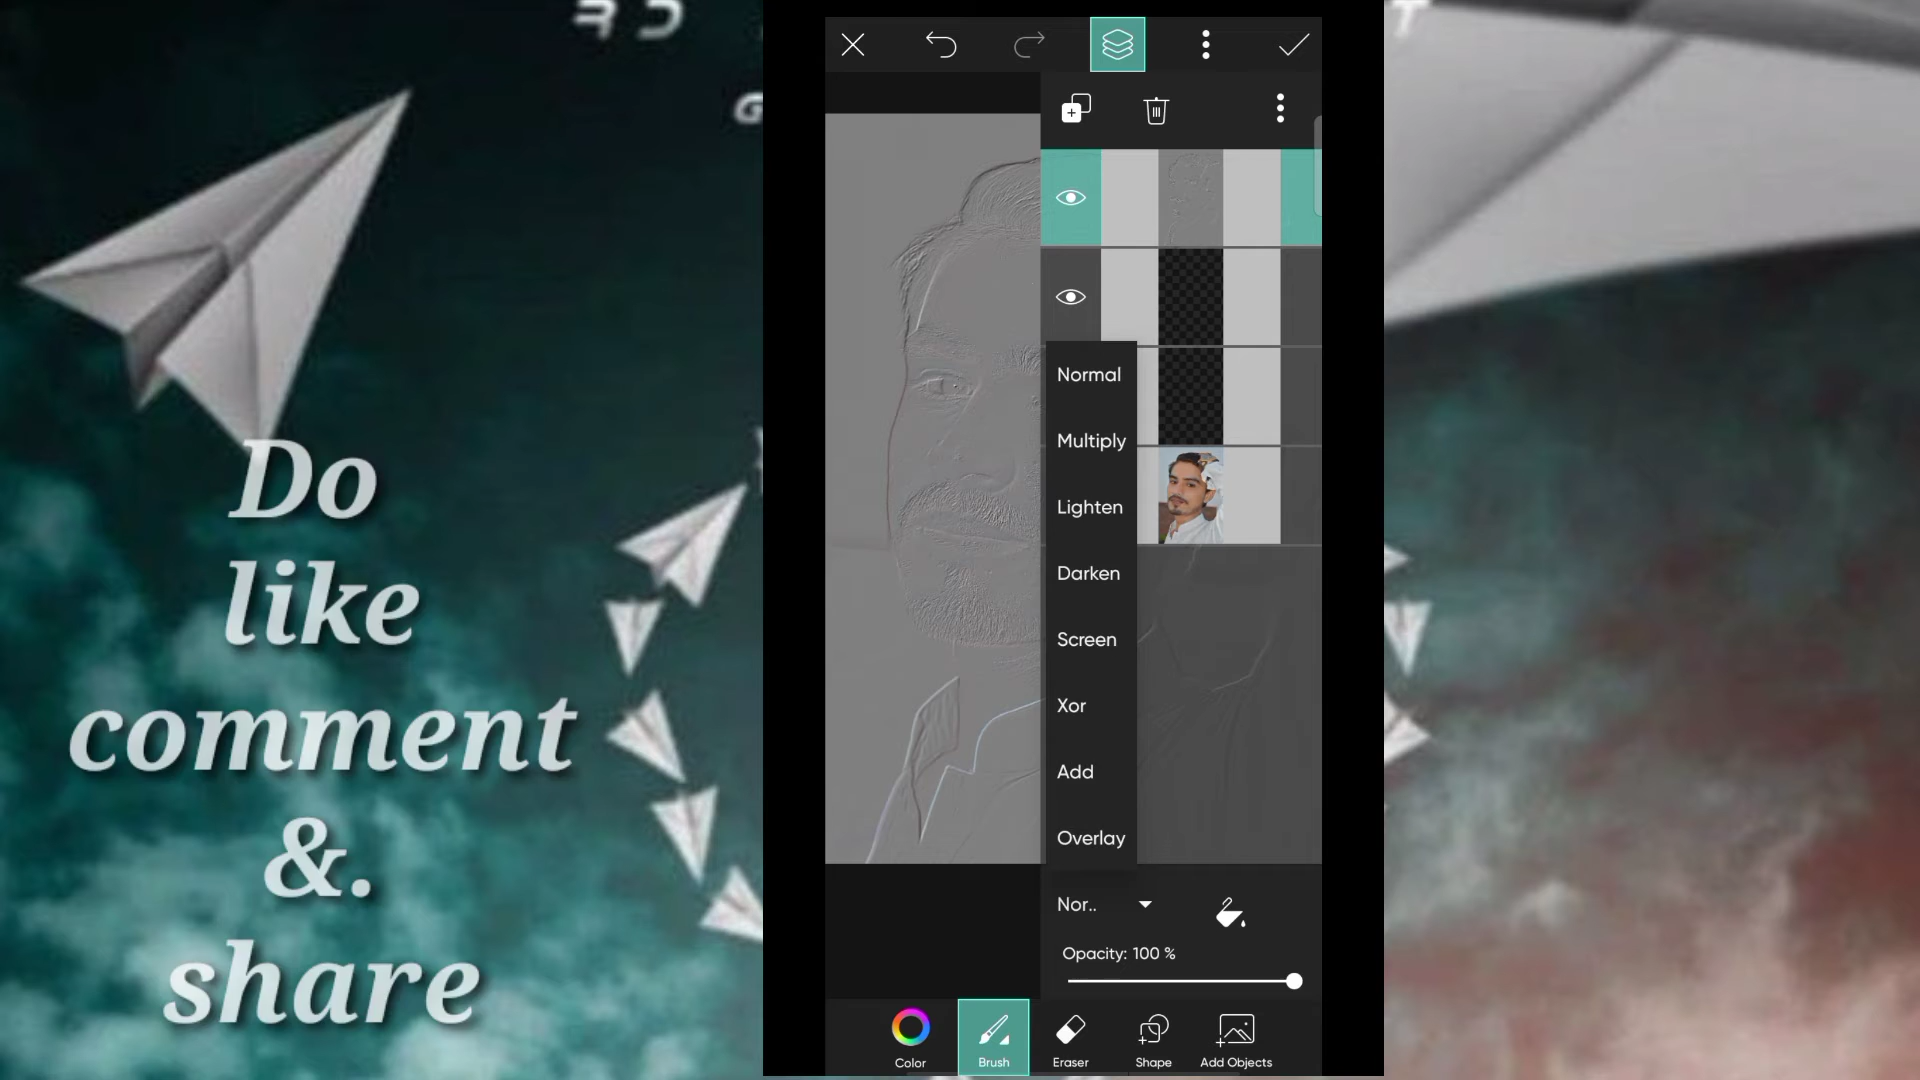 Do
like
comment
&.
share
Normal
Multiply
Lighten
Darken
Screen
Xor
Add
Overlay
Nor..
Opacity: 100 %
Color
Brush
Eraser
Shape
Add Objects